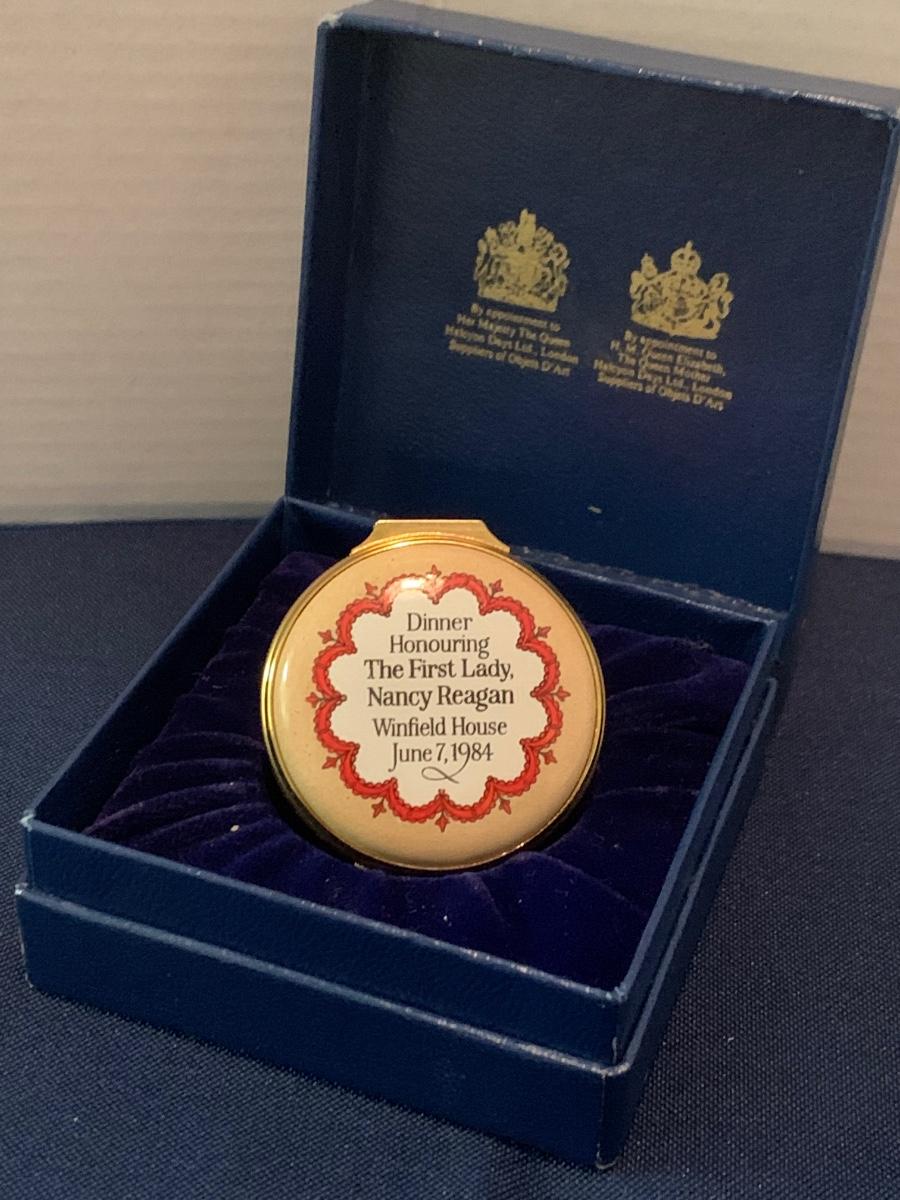 By appointment to
Her Majesty The Queen
Halcyon Days Ltd., London
Suppliers of Objets D'Art
By appointment to
H. M. Queen Elizabeth,
The Queen Mother
Halcyon Days Ltd., London
Suppliers of Objets D'Art
Dinner
Honouring
The First Lady,
Nancy Reagan
Winfield House
June 7, 1984